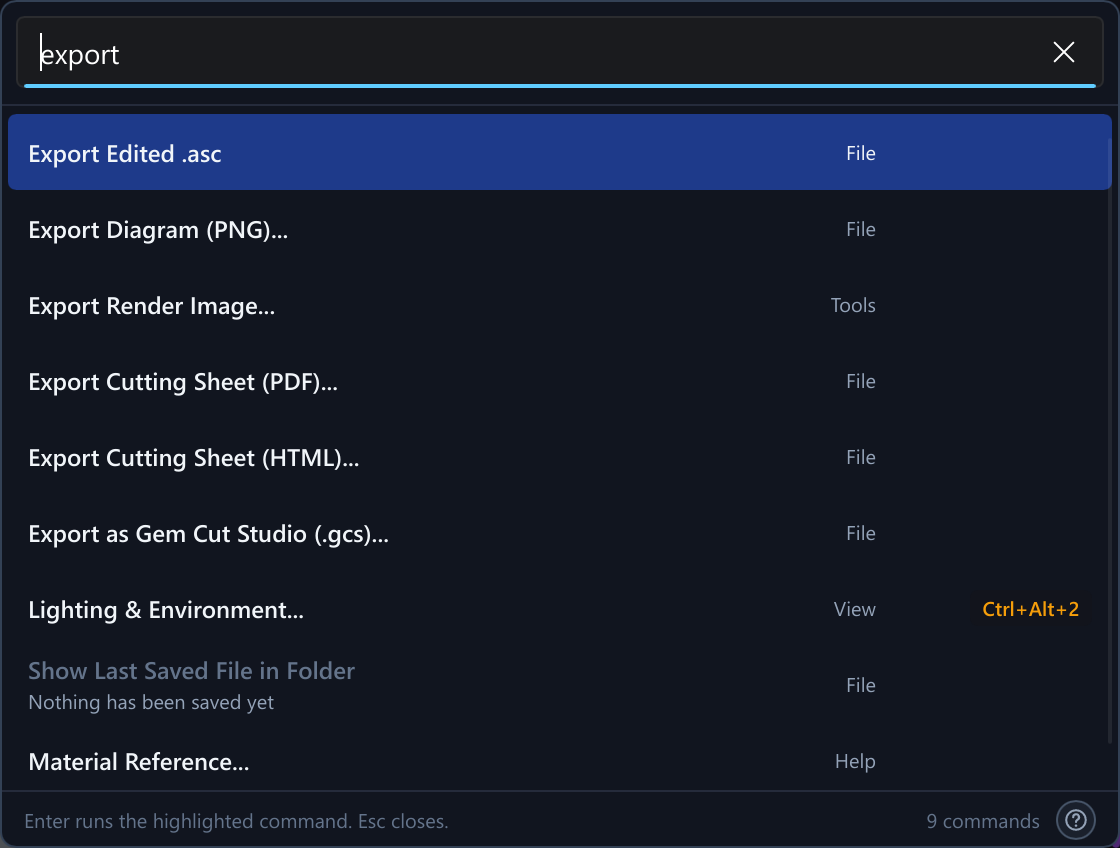 export
Export Edited .asc File
Export Diagram (PNG)... File
Export Render Image... Tools
Export Cutting Sheet (PDF)... File
Export Cutting Sheet (HTML)... File
Export as Gem Cut Studio (.gcs)... File
Lighting & Environment... View Ctrl+Alt+2
Show Last Saved File in Folder File
Nothing has been saved yet
Material Reference... Help
Enter runs the highlighted command. Esc closes. 9 commands ?